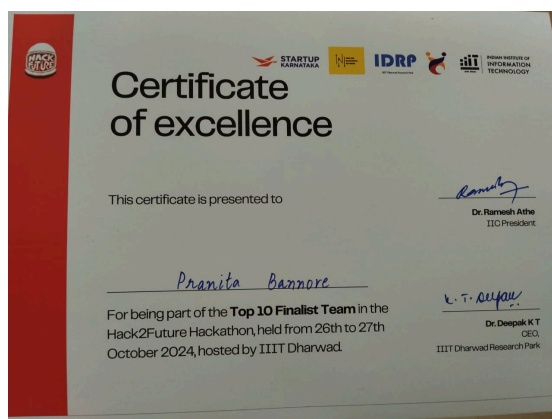 HACK
FUTURE
STARTUP
KARNATAKA
IDRP
INDIAN INSTITUTE OF
INFORMATION
TECHNOLOGY
Certificate
of excellence
This certificate is presented to
Dr. Ramesh Athe
IIC President
Pranita Bannore
For being part of the Top 10 Finalist Team in the
Hack2Future Hackathon, held from 26th to 27th
October 2024, hosted by IIIT Dharwad.
K. T. Deepak
Dr. Deepak K T
CEO,
IIIT Dharwad Research Park